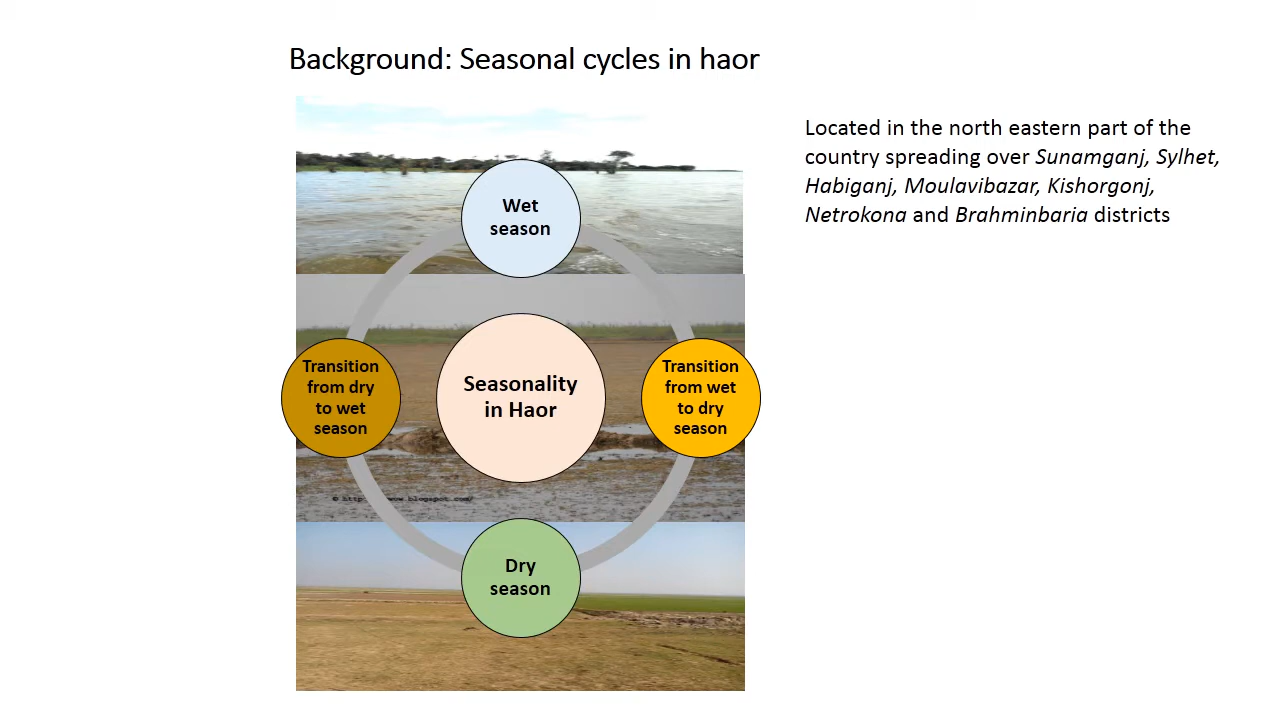 Background: Seasonal cycles in haor
Located in the north eastern part of the
country spreading over Sunamganj, Sylhet,
Habiganj, Moulavibazar, Kishorgonj,
Netrokona and Brahminbaria districts
Wet
season
Transition
from dry
to wet
season
Seasonality
in Haor
Transition
from wet
to dry
season
Dry
season